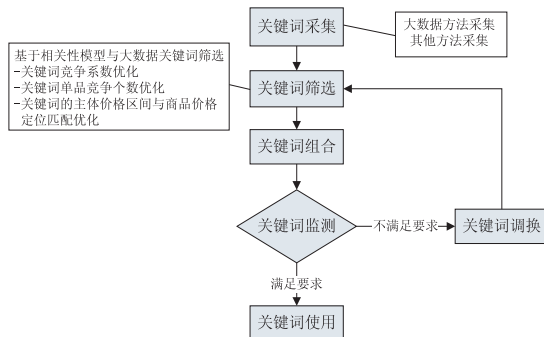 关键词采集
大数据方法采集
其他方法采集
基于相关性模型与大数据关键词筛选
-关键词竞争系数优化
-关键词单品竞争个数优化
-关键词的主体价格区间与商品价格
定位匹配优化
关键词筛选
关键词组合
关键词监测
不满足要求
关键词调换
满足要求
关键词使用